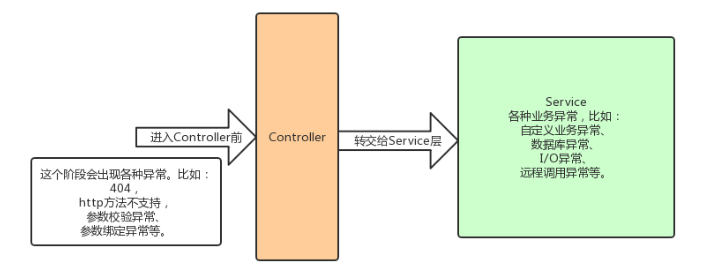 进入Controller前
这个阶段会出现各种异常。比如：
404，
http方法不支持，
参数校验异常、
参数绑定异常等。
Controller
转交给Service层
Service
各种业务异常，比如：
自定义业务异常、
数据库异常、
I/O异常、
远程调用异常等。